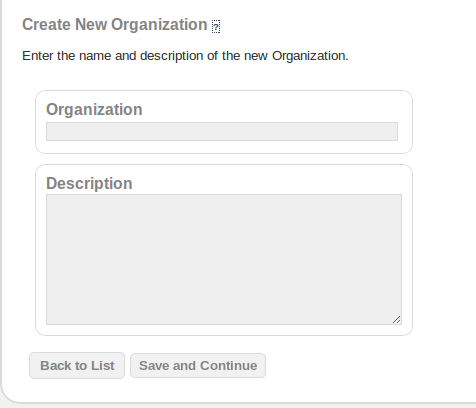 Create New Organization ?
Enter the name and description of the new Organization.
Organization
Description
Back to List Save and Continue